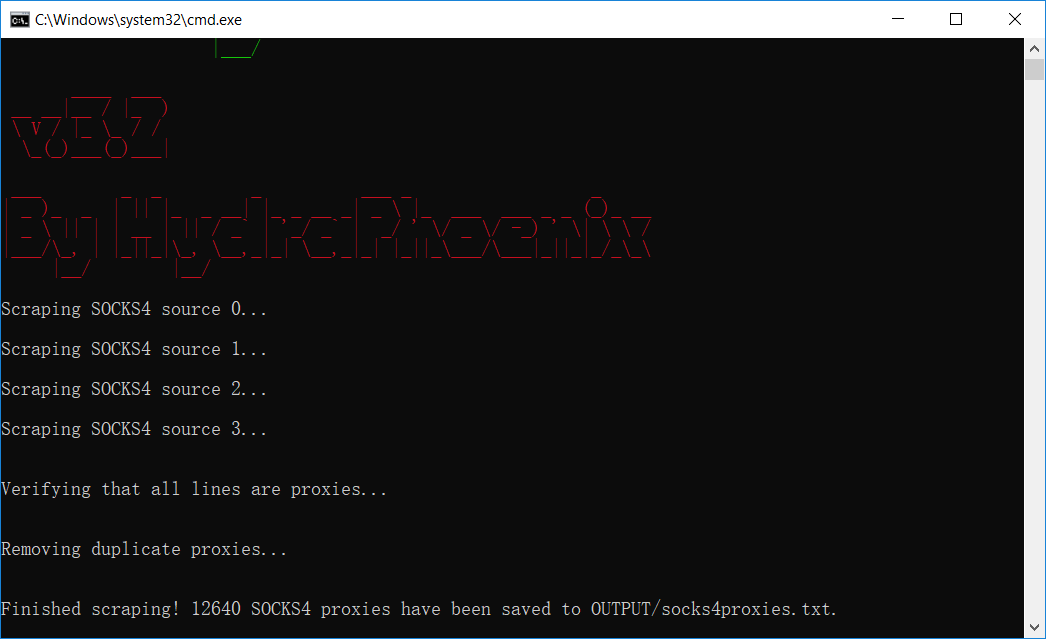 C:\Windows\system32\cmd.exe
v3.2
By HydraPhoenix
Scraping SOCKS4 source 0...
Scraping SOCKS4 source 1...
Scraping SOCKS4 source 2...
Scraping SOCKS4 source 3...
Verifying that all lines are proxies...
Removing duplicate proxies...
Finished scraping! 12640 SOCKS4 proxies have been saved to OUTPUT/socks4proxies.txt.